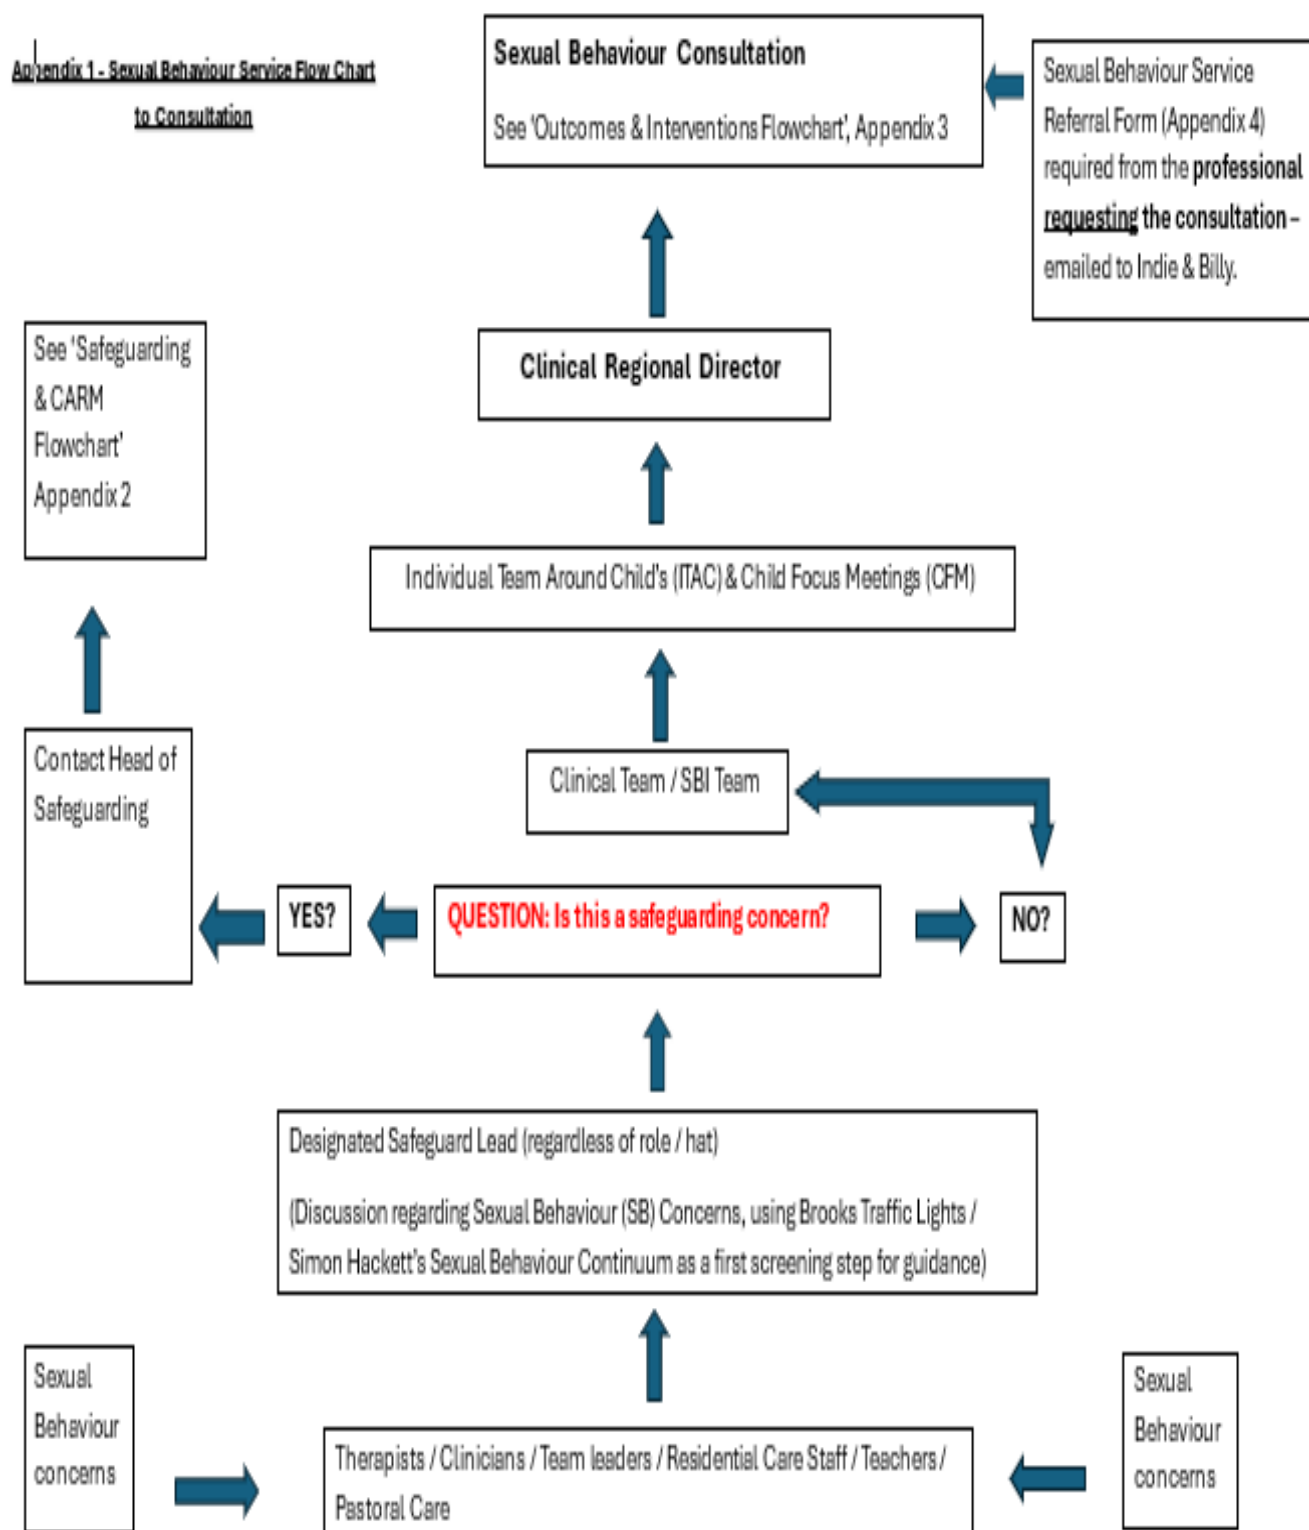 Appendix 1 - Sexual Behaviour Service Flow Chart
to Consultation
Sexual Behaviour Consultation
See 'Outcomes & Interventions Flowchart', Appendix 3
Sexual Behaviour Service
Referral Form (Appendix 4)
required from the professional
requesting the consultation –
emailed to Indie & Billy.
See 'Safeguarding
& CARM
Flowchart'
Appendix 2
Clinical Regional Director
Individual Team Around Child's (ITAC) & Child Focus Meetings (CFM)
Contact Head of
Safeguarding
Clinical Team / SBI Team
YES?
QUESTION: Is this a safeguarding concern?
NO?
Designated Safeguard Lead (regardless of role / hat)
(Discussion regarding Sexual Behaviour (SB) Concerns, using Brooks Traffic Lights /
Simon Hackett's Sexual Behaviour Continuum as a first screening step for guidance)
Sexual
Behaviour
concerns
Therapists / Clinicians / Team leaders / Residential Care Staff / Teachers /
Pastoral Care
Sexual
Behaviour
concerns